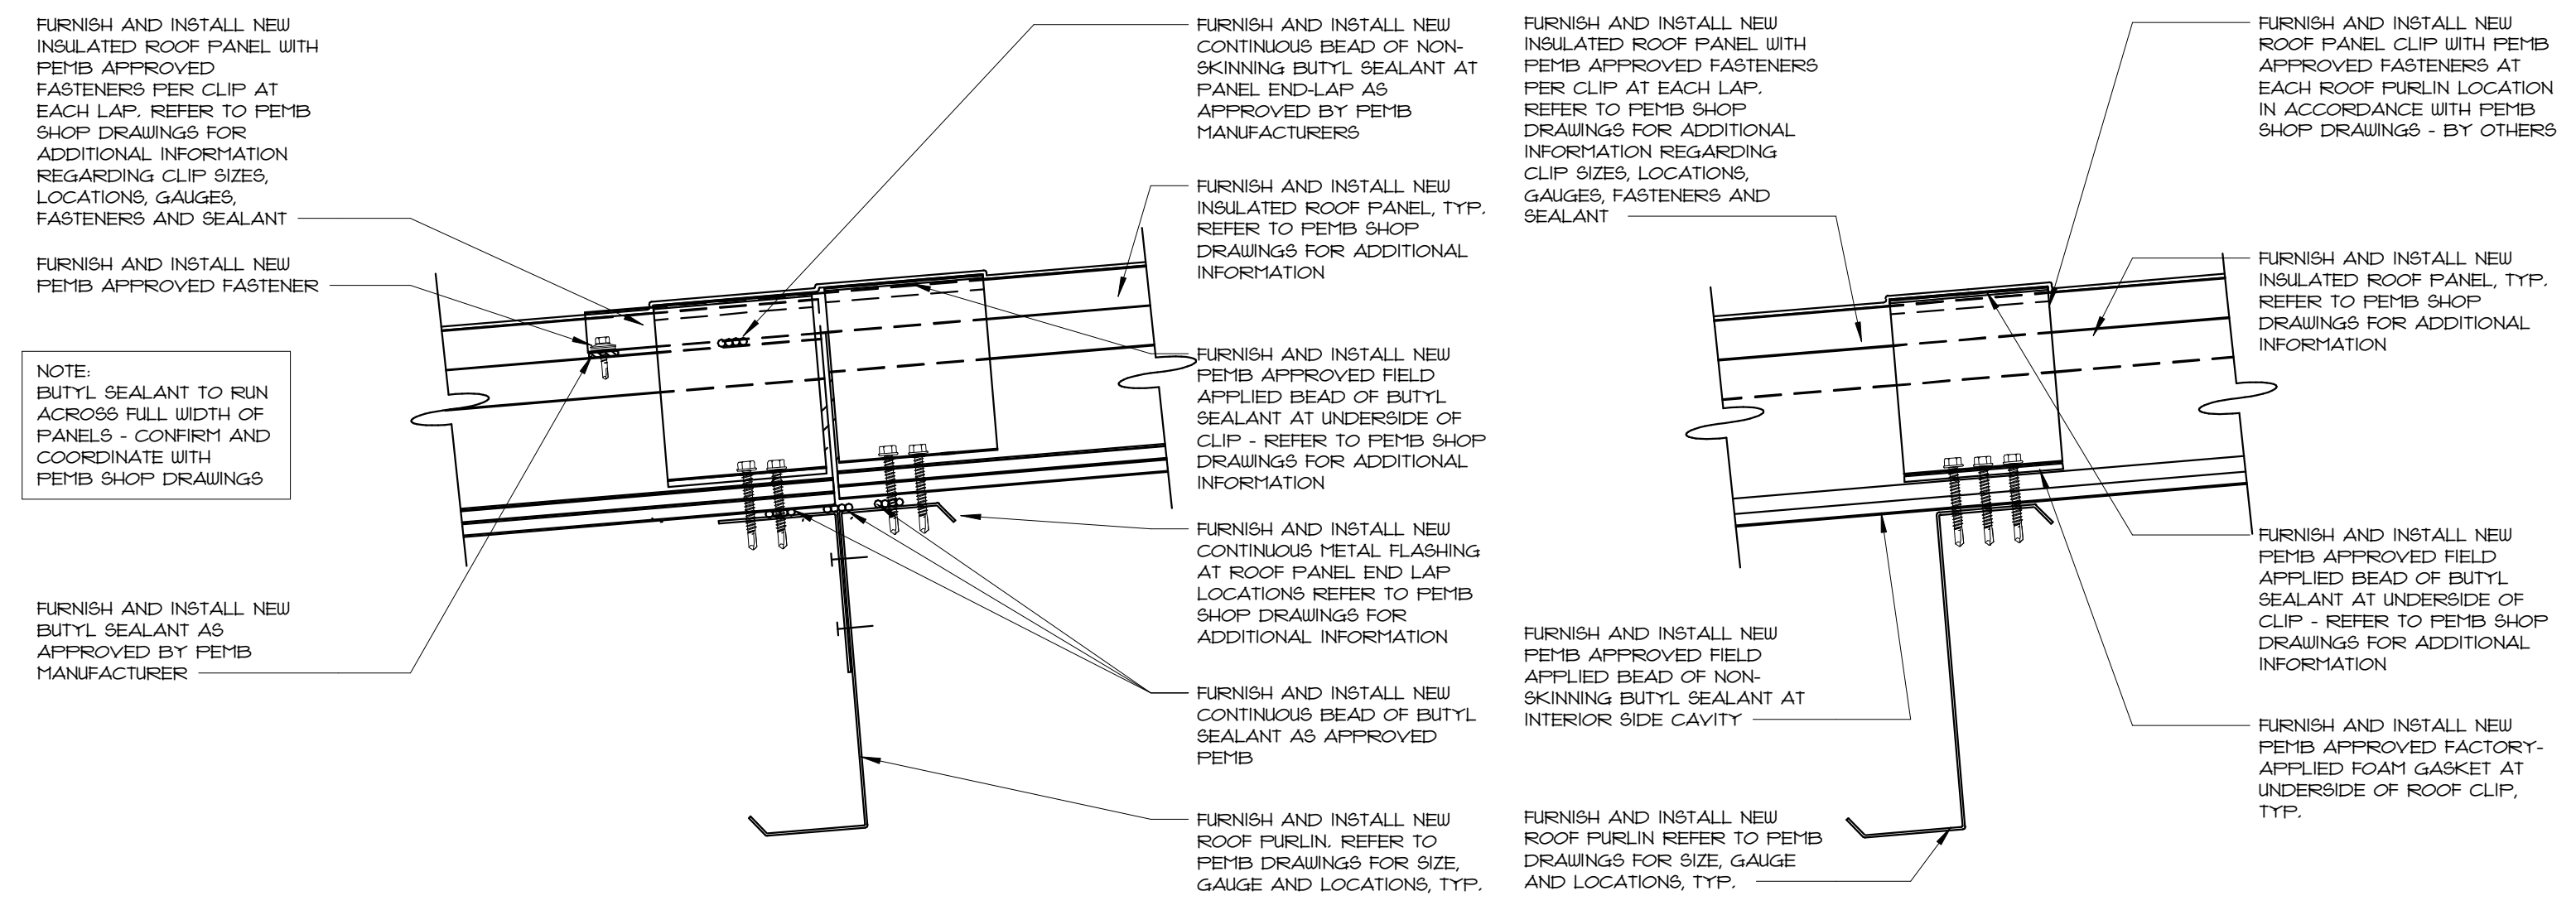 FURNISH AND INSTALL NEW
INSULATED ROOF PANEL WITH
PEMB APPROVED
FASTENERS PER CLIP AT
EACH LAP. REFER TO PEMB
SHOP DRAWINGS FOR
ADDITIONAL INFORMATION
REGARDING CLIP SIZES,
LOCATIONS, GAUGES,
FASTENERS AND SEALANT
FURNISH AND INSTALL NEW
PEMB APPROVED FASTENER
NOTE:
BUTYL SEALANT TO RUN
ACROSS FULL WIDTH OF
PANELS - CONFIRM AND
COORDINATE WITH
PEMB SHOP DRAWINGS
FURNISH AND INSTALL NEW
BUTYL SEALANT AS
APPROVED BY PEMB
MANUFACTURER
FURNISH AND INSTALL NEW
CONTINUOUS BEAD OF NON-
SKINNING BUTYL SEALANT AT
PANEL END-LAP AS
APPROVED BY PEMB
MANUFACTURERS
FURNISH AND INSTALL NEW
INSULATED ROOF PANEL, TYP.
REFER TO PEMB SHOP
DRAWINGS FOR ADDITIONAL
INFORMATION
FURNISH AND INSTALL NEW
PEMB APPROVED FIELD
APPLIED BEAD OF BUTYL
SEALANT AT UNDERSIDE OF
CLIP - REFER TO PEMB SHOP
DRAWINGS FOR ADDITIONAL
INFORMATION
FURNISH AND INSTALL NEW
CONTINUOUS METAL FLASHING
AT ROOF PANEL END LAP
LOCATIONS REFER TO PEMB
SHOP DRAWINGS FOR
ADDITIONAL INFORMATION
FURNISH AND INSTALL NEW
CONTINUOUS BEAD OF BUTYL
SEALANT AS APPROVED
PEMB
FURNISH AND INSTALL NEW
ROOF PURLIN. REFER TO
PEMB DRAWINGS FOR SIZE,
GAUGE AND LOCATIONS, TYP.
FURNISH AND INSTALL NEW
INSULATED ROOF PANEL WITH
PEMB APPROVED FASTENERS
PER CLIP AT EACH LAP.
REFER TO PEMB SHOP
DRAWINGS FOR ADDITIONAL
INFORMATION REGARDING
CLIP SIZES, LOCATIONS,
GAUGES, FASTENERS AND
SEALANT
FURNISH AND INSTALL NEW
PEMB APPROVED FIELD
APPLIED BEAD OF NON-
SKINNING BUTYL SEALANT AT
INTERIOR SIDE CAVITY
FURNISH AND INSTALL NEW
ROOF PURLIN REFER TO PEMB
DRAWINGS FOR SIZE, GAUGE
AND LOCATIONS, TYP.
FURNISH AND INSTALL NEW
ROOF PANEL CLIP WITH PEMB
APPROVED FASTENERS AT
EACH ROOF PURLIN LOCATION
IN ACCORDANCE WITH PEMB
SHOP DRAWINGS - BY OTHERS
FURNISH AND INSTALL NEW
INSULATED ROOF PANEL, TYP.
REFER TO PEMB SHOP
DRAWINGS FOR ADDITIONAL
INFORMATION
FURNISH AND INSTALL NEW
PEMB APPROVED FIELD
APPLIED BEAD OF BUTYL
SEALANT AT UNDERSIDE OF
CLIP - REFER TO PEMB SHOP
DRAWINGS FOR ADDITIONAL
INFORMATION
FURNISH AND INSTALL NEW
PEMB APPROVED FACTORY-
APPLIED FOAM GASKET AT
UNDERSIDE OF ROOF CLIP,
TYP.